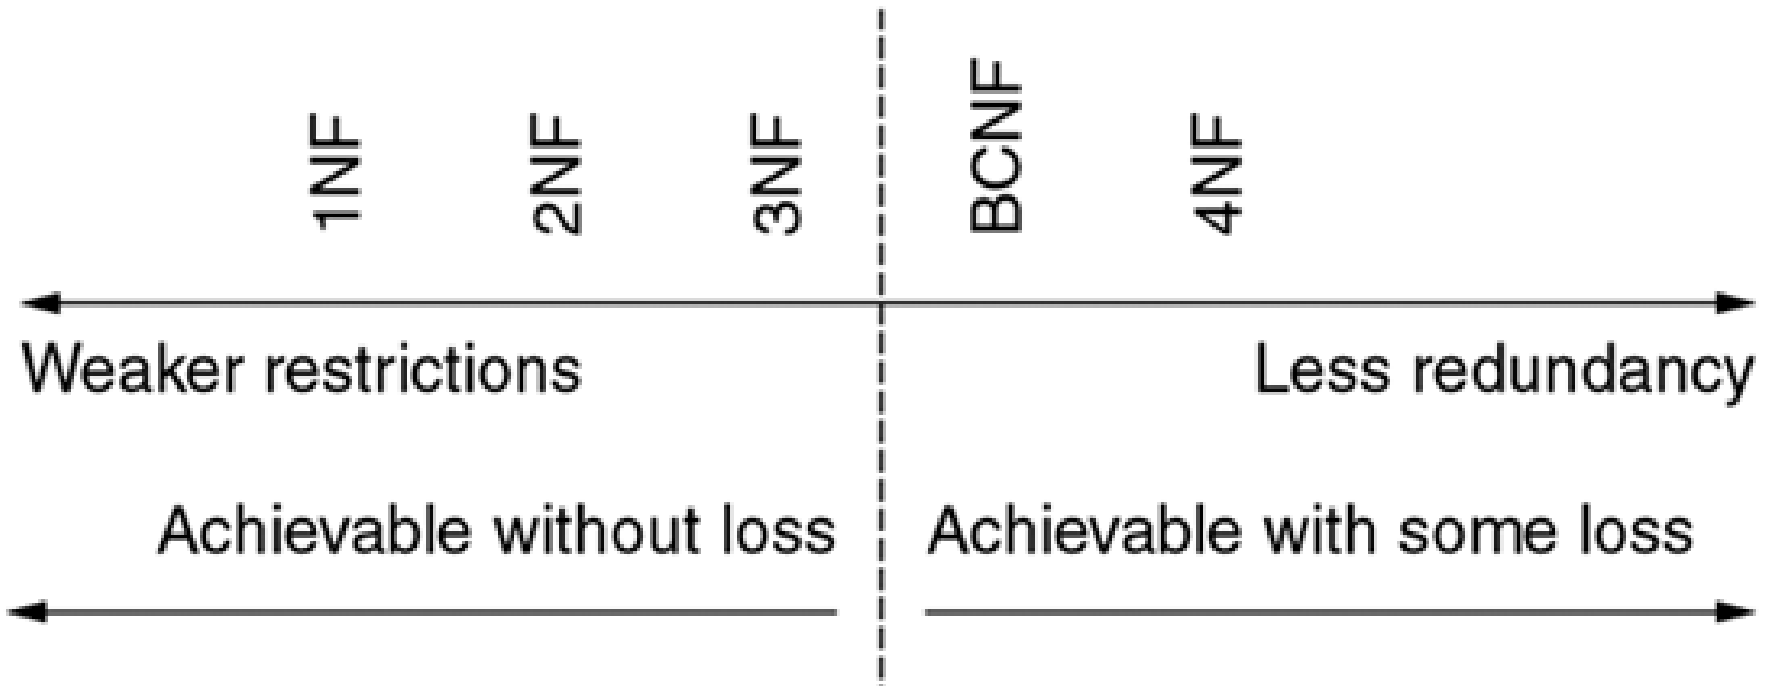 1NF
2NF
3NF
BCNF
4NF
Weaker restrictions
Less redundancy
Achievable without loss
Achievable with some loss